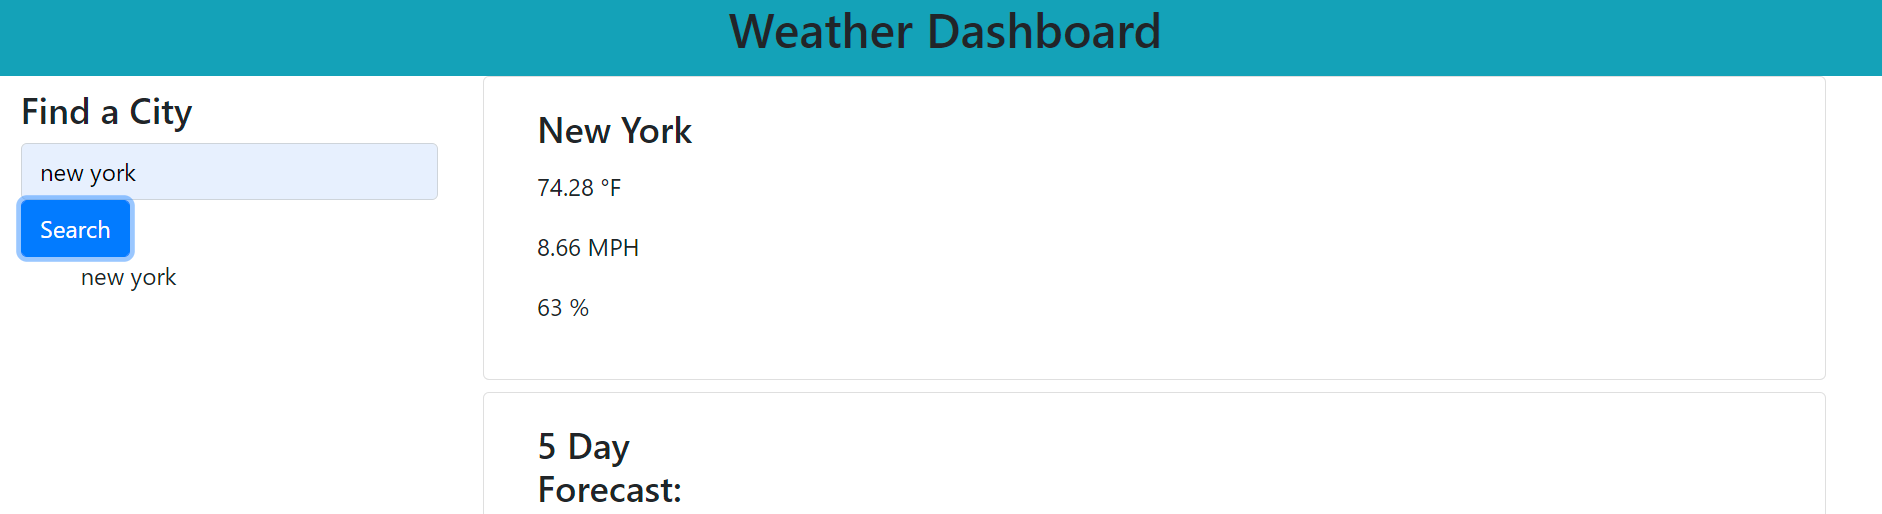 Weather Dashboard
Find a City
new york
Search
new york
New York
74.28 °F
8.66 MPH
63 %
5 Day
Forecast: